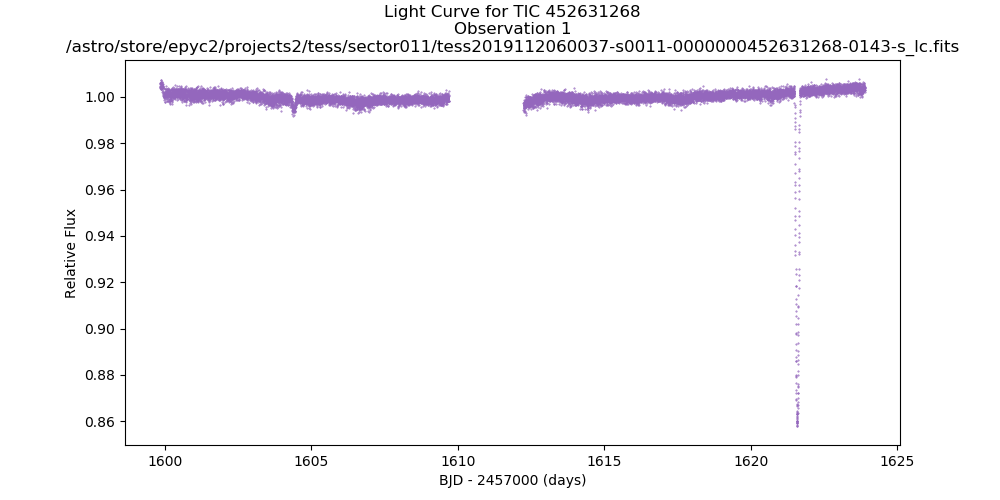 Light Curve for TIC 452631268
Observation 1
/astro/store/epyc2/projects2/tess/sector011/tess2019112060037-s0011-0000000452631268-0143-s_lc.fits
1.00
0.98
0.96
0.94
0.92
0.90
0.88
0.86
Relative Flux
1600
1605
1610
1615
1620
1625
BJD - 2457000 (days)